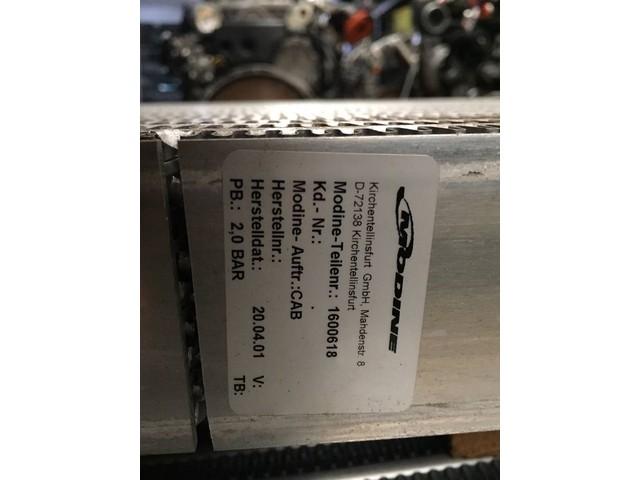 MODINE
Kirchentellinsfurt GmbH, Mahdenstr. 8
D-72138 Kirchentellinsfurt
Modine-Teilenr.: 1600618
Kd.- Nr.:
Modine- Auftr.:CAB
Herstellnr.:
Herstelldat.: 20.04.01 V:
PB.: 2,0 BAR TB: